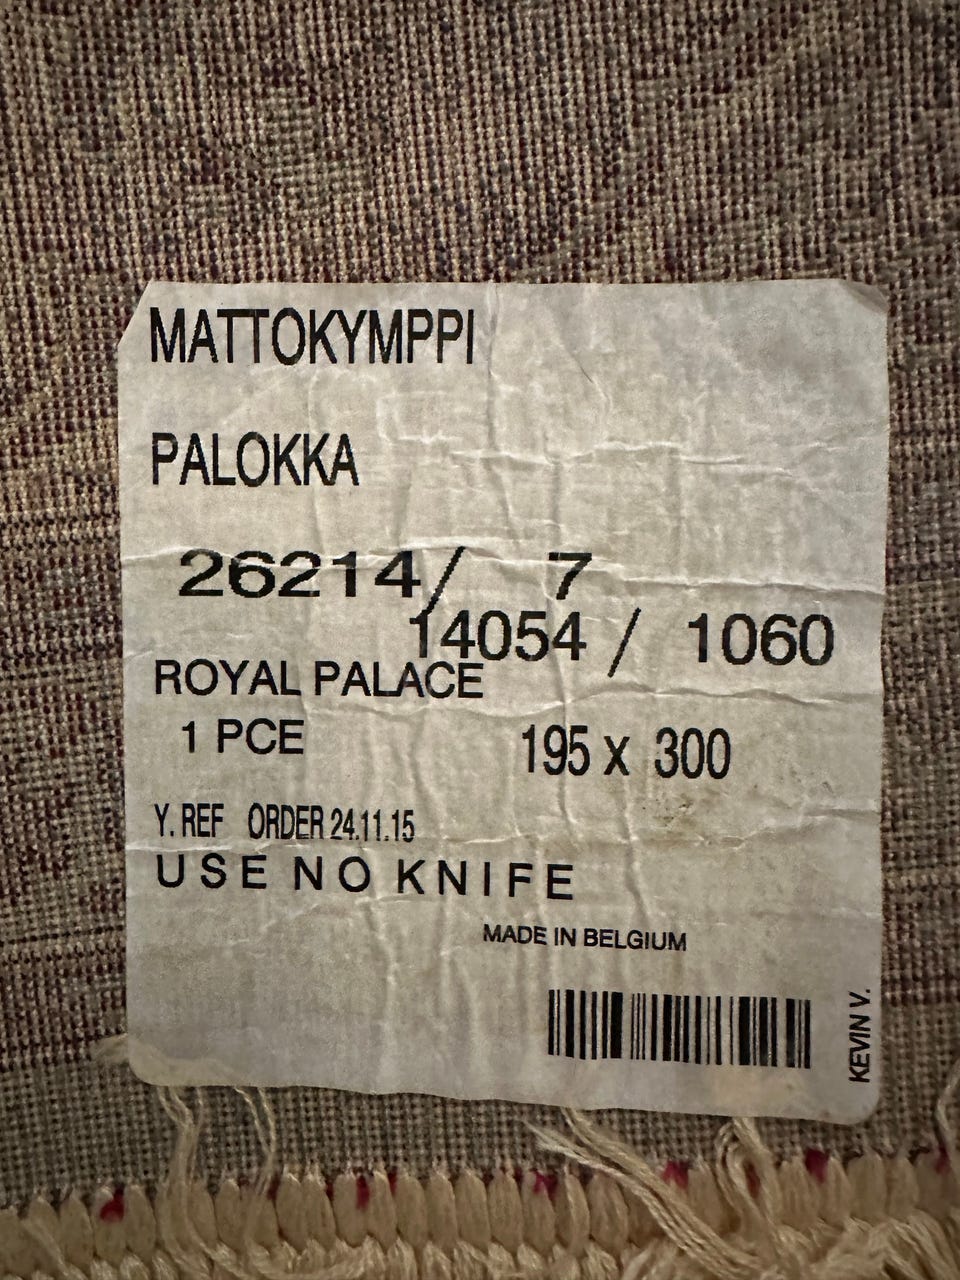 MATTOKYMPPI
PALOKKA
26214/ 7
14054 / 1060
ROYAL PALACE
1 PCE 195 x 300
Y. REF ORDER 24.11.15
USE NO KNIFE
MADE IN BELGIUM
KEVIN V.